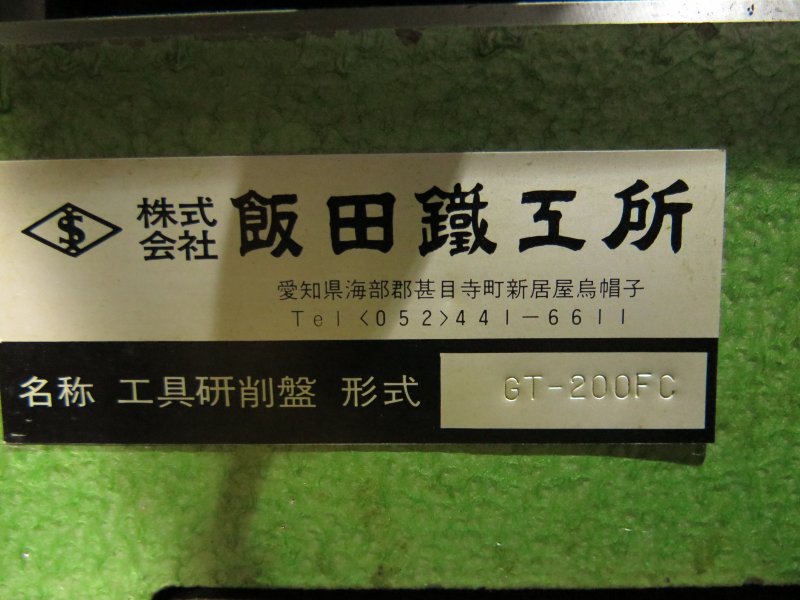 株式会社 飯田鐵工所
愛知県海部郡甚目寺町新居屋烏帽子
Tel <052>441-6611
名称 工具研削盤 形式 GT-200FC